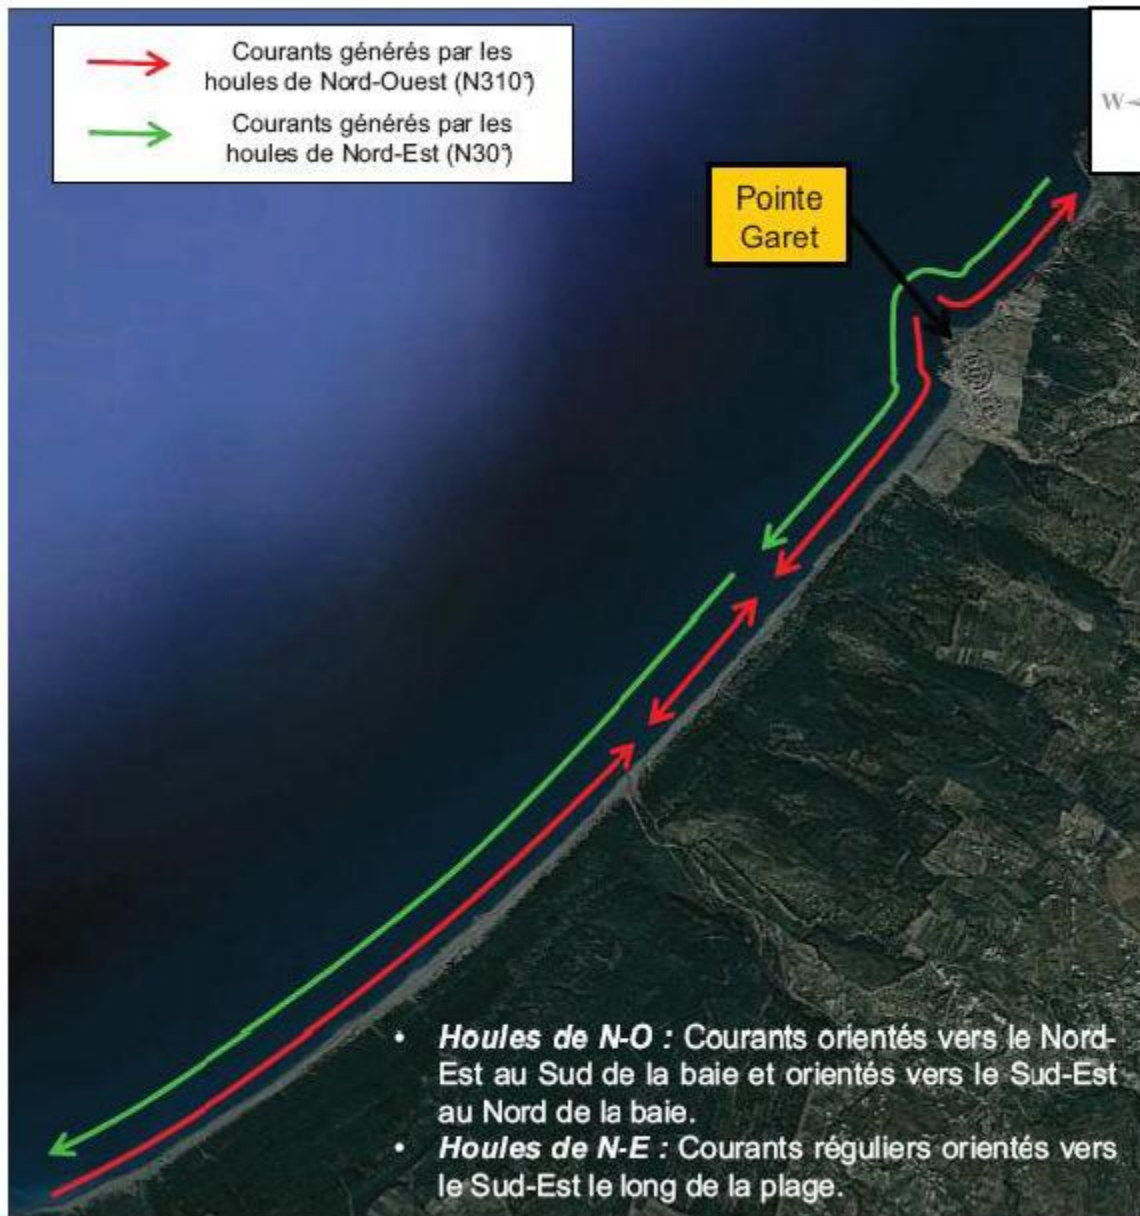 Courants générés par les
houles de Nord-Ouest (N310°)
Courants générés par les
houles de Nord-Est (N30°)
W
Pointe
Garet
• Houles de N-O : Courants orientés vers le Nord-
Est au Sud de la baie et orientés vers le Sud-Est
au Nord de la baie.
• Houles de N-E : Courants réguliers orientés vers
le Sud-Est le long de la plage.